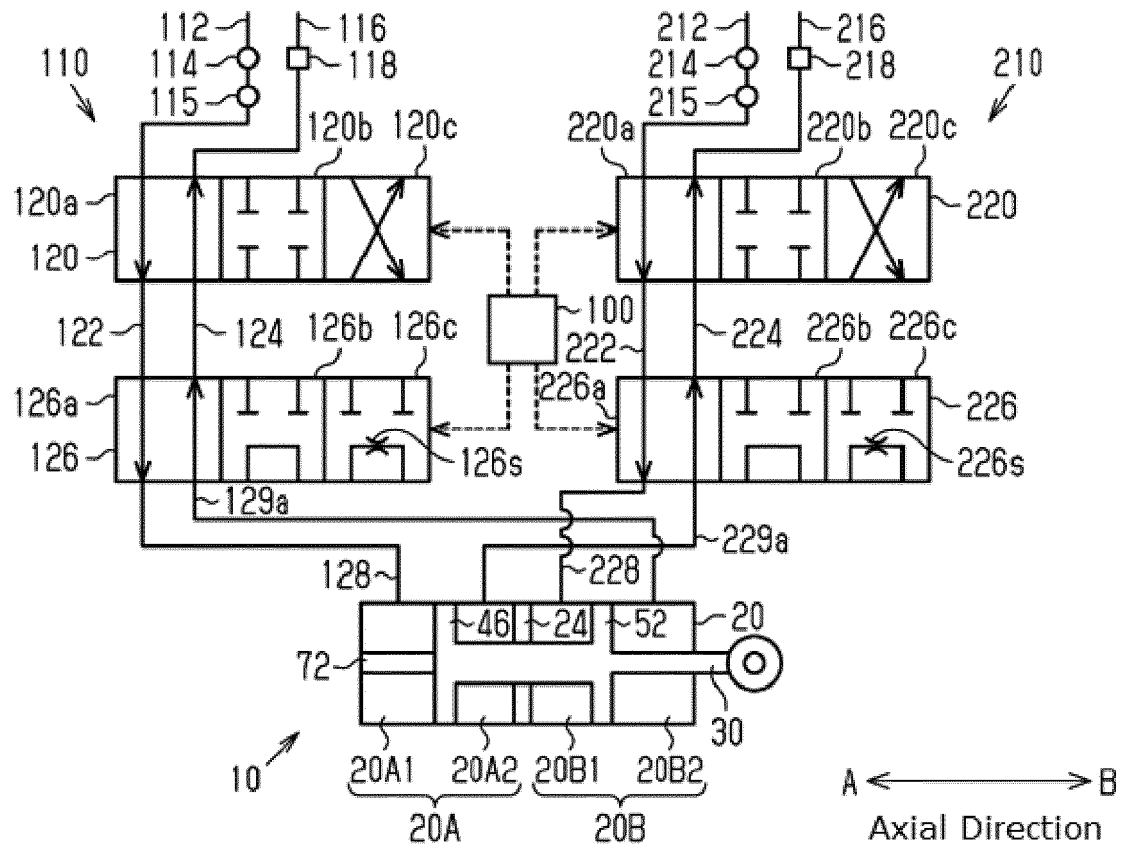 112 116 212 216
110 114 118 214 218 210
115 215
120b 120c 220a 220b 220c
120a 220
120
122 124 126b 126c 100 222 224 226b 226c
126a 226a 226
126 126s 226s
129a 229a
128 228
46 24 52 20
72
30
10 20A1 20A2 20B1 20B2
20A 20B
A B
Axial Direction